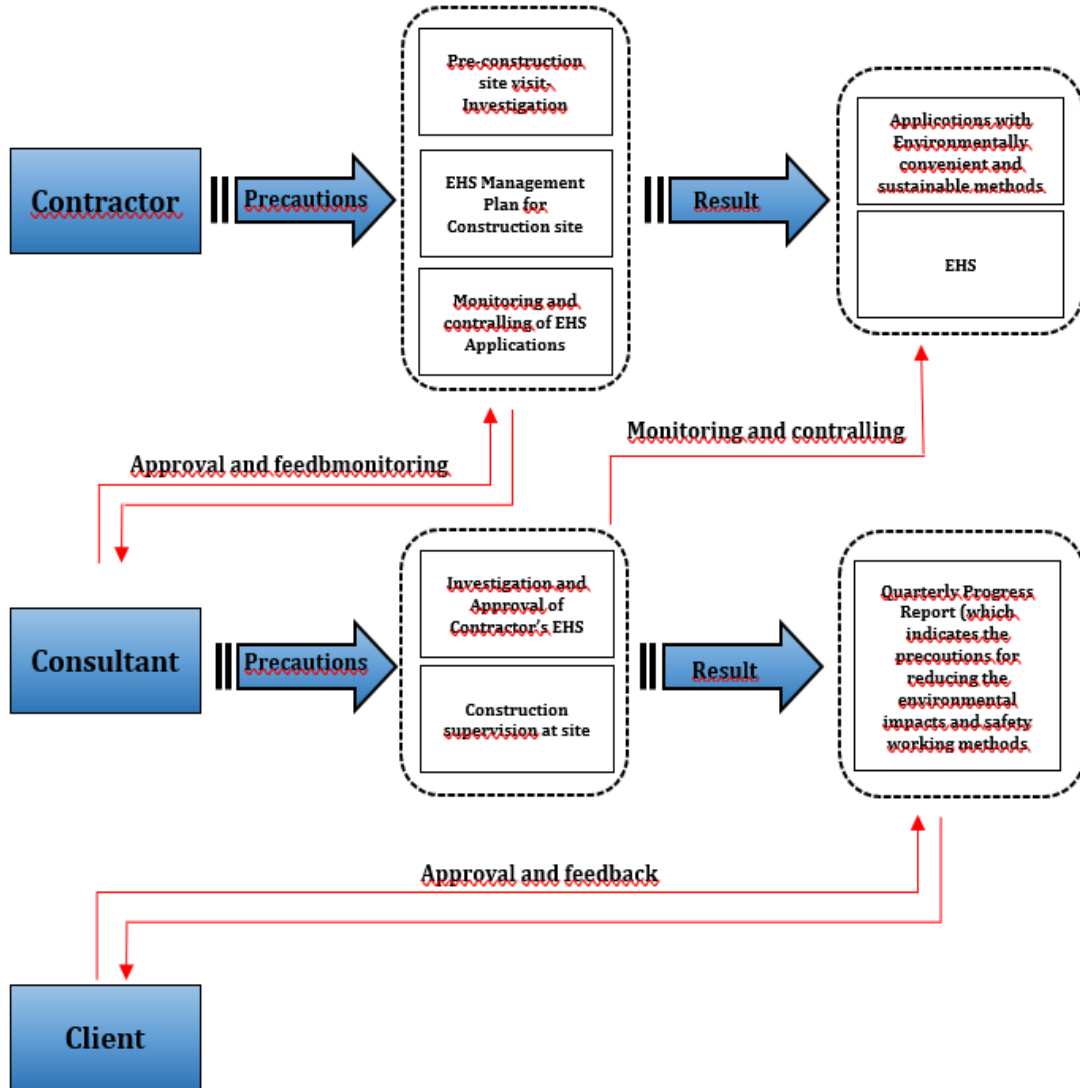 Pre-construction
site visit-
Investigation
Applications with
Environmentally
convenient and
sustainable methods
Contractor
Precautions
EHS Management
Plan for
Construction site
Result
EHS
Monitoring and
contralling of EHS
Applications
Monitoring and contralling
Approval and feedbmonitoring
Investigation and
Approval of
Contractor's EHS
Quarterly Progress
Report (which
indicates the
precoutions for
reducing the
environmental
impacts and safety
working methods
Consultant
Precautions
Result
Construction
supervision at site
Approval and feedback
Client